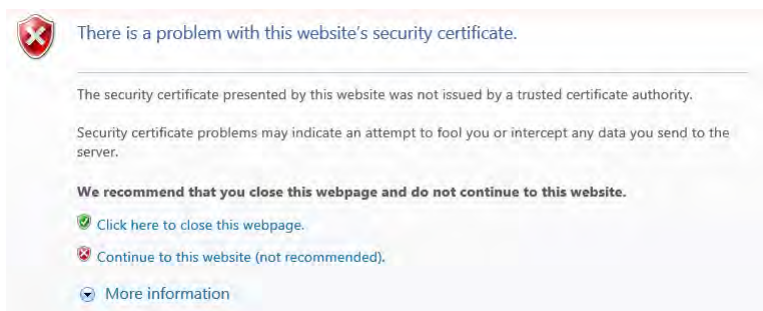 There is a problem with this website's security certificate.
The security certificate presented by this website was not issued by a trusted certificate authority.
Security certificate problems may indicate an attempt to fool you or intercept any data you send to the
server.
We recommend that you close this webpage and do not continue to this website.
Click here to close this webpage.
Continue to this website (not recommended).
More information